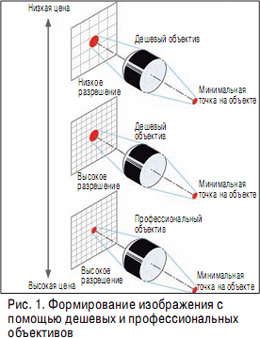 Низкая цена
Дешевый объектив
Низкое
разрешение
Минимальная
точка на объекте
Дешевый
объектив
Высокое
разрешение
Минимальная
точка на объекте
Профессиональный
объектив
Высокое
разрешение
Высокая цена
Минимальная
точка на объекте
Рис. 1. Формирование изображения с
помощью дешевых и профессиональных
объективов